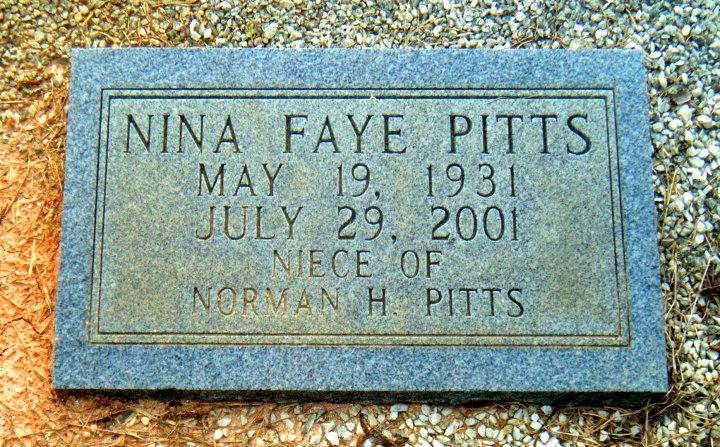 NINA FAYE PITTS
MAY 19, 1931
JULY 29, 2001
NIECE OF
NORMAN H. PITTS